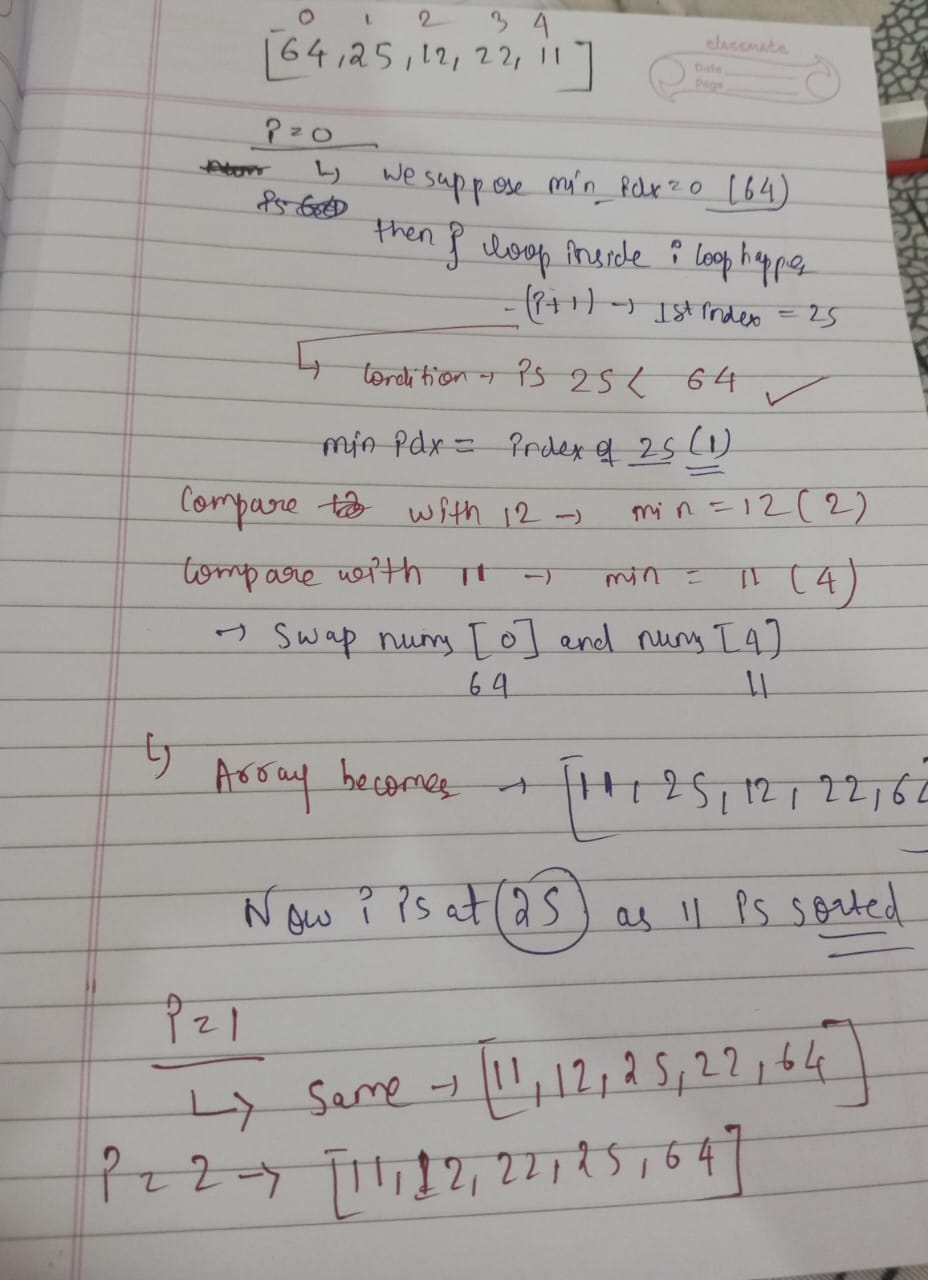 0 1 2 3 4
[64, 25, 12, 22, 11]
classmate
Date
Page
i = 0
↳ we suppose min_idx = 0 (64)
is
then j loop inside i loop happens
- (i+1) → 1st index = 25
↳ Condition → is 25 < 64 ✓
min idx = index of 25 (1)
Compare with 12 → min = 12 (2)
Compare with 11 → min = 11 (4)
→ Swap nums [0] and nums [4]
64 11
↳ Array becomes → [11, 25, 12, 22, 64
Now i is at 25 as 11 is sorted
i = 1
↳ Same → [11, 12, 25, 22, 64]
i = 2 → [11, 12, 22, 25, 64]